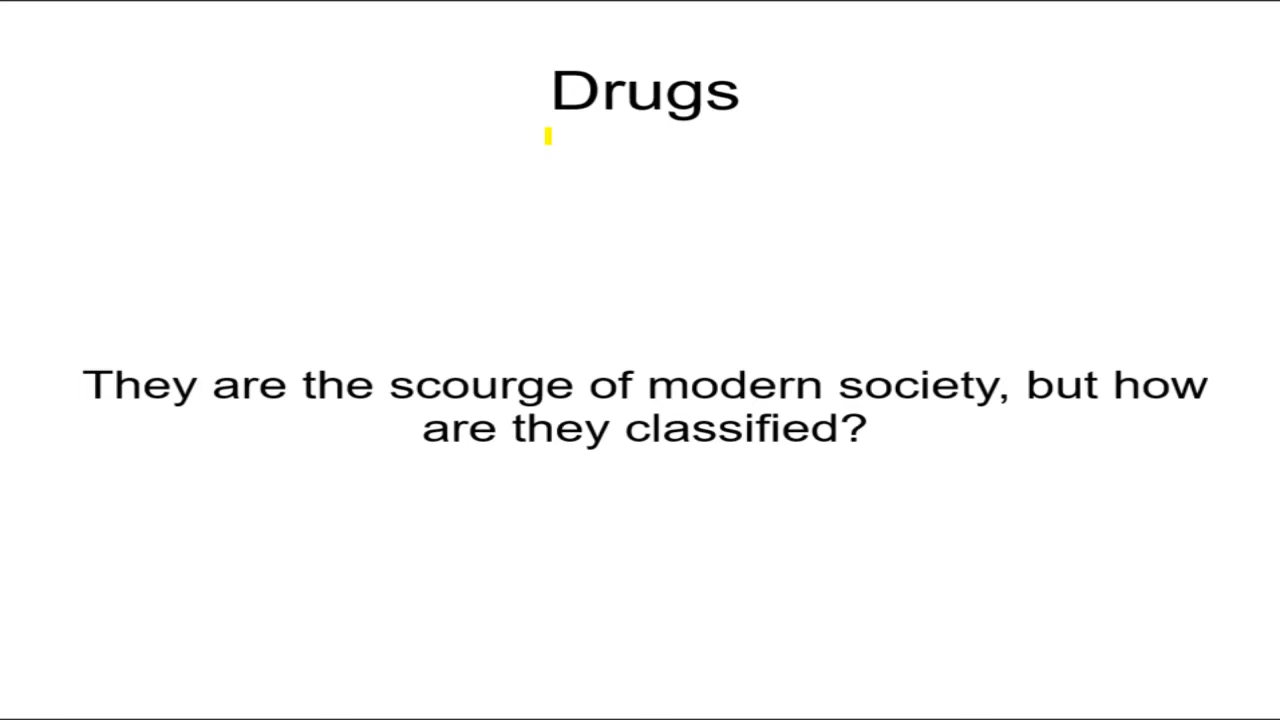 Drugs
They are the scourge of modern society, but how
are they classified?